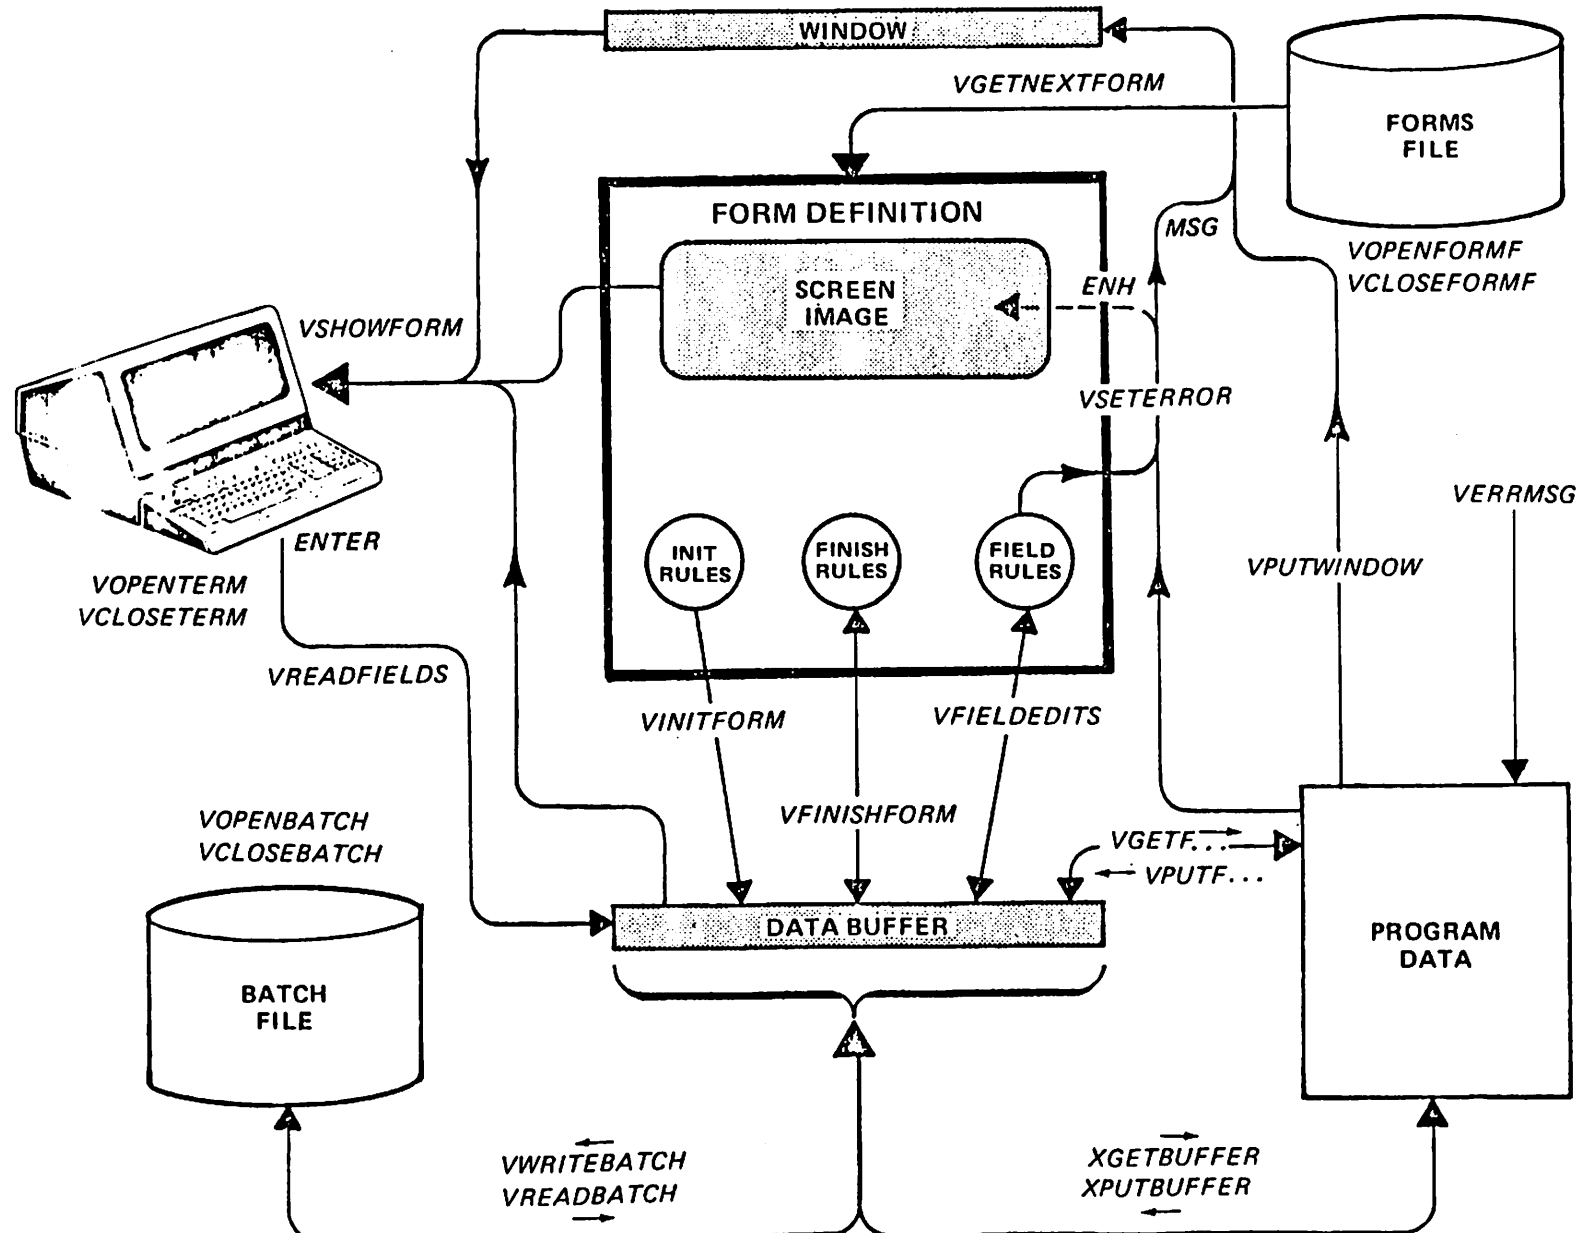 WINDOW
VGETNEXTFORM
FORMS
FILE
FORM DEFINITION
MSG
VOPENFORMF
VCLOSEFORMF
SCREEN
IMAGE
ENH
VSHOWFORM
VSETERROR
VERRMSG
ENTER
INIT
RULES
FINISH
RULES
FIELD
RULES
VPUTWINDOW
VOPENTERM
VCLOSETERM
VREADFIELDS
VINITFORM
VFIELDEDITS
VOPENBATCH
VCLOSEBATCH
VFINISHFORM
VGETF...
VPUTF...
DATA BUFFER
PROGRAM
DATA
BATCH
FILE
VWRITEBATCH
VREADBATCH
XGETBUFFER
XPUTBUFFER